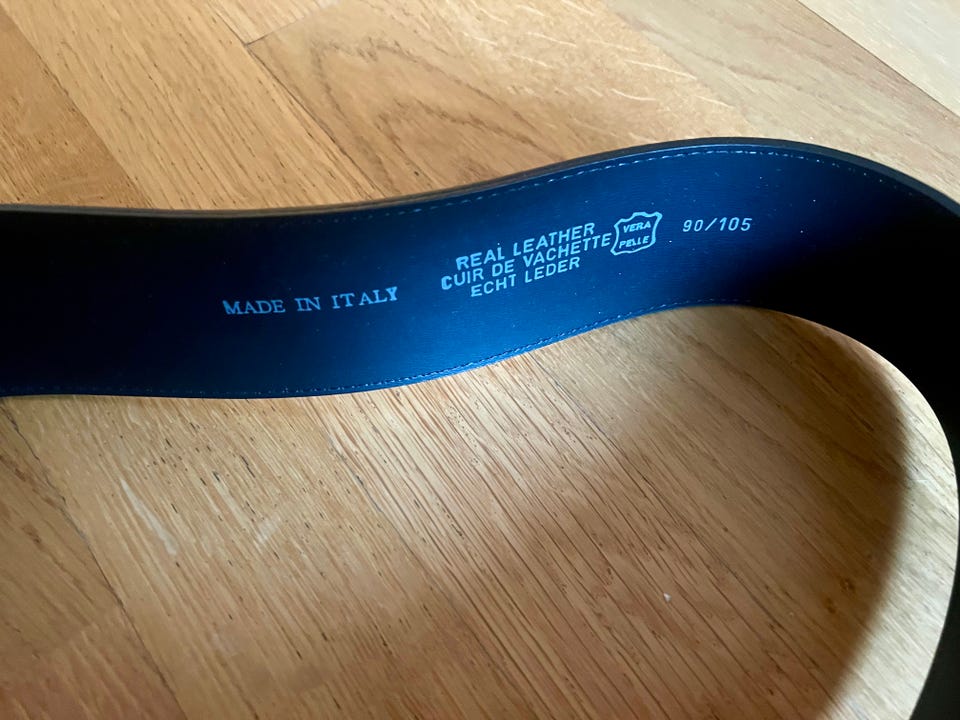 MADE IN ITALY
REAL LEATHER
CUIR DE VACHETTE
ECHT LEDER
VERA
PELLE
90/105